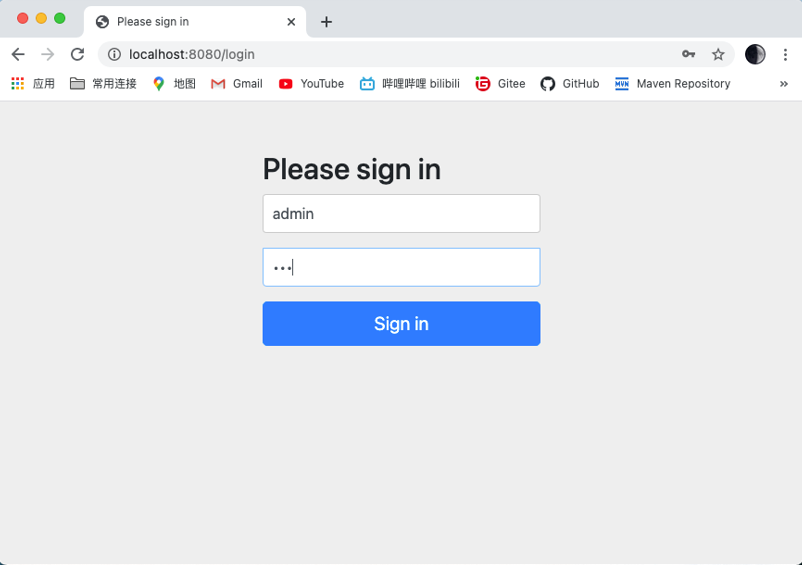 Please sign in
localhost:8080/login
应用 常用连接 地图 Gmail YouTube 哔哩哔哩 bilibili Gitee GitHub MVN Maven Repository »
Please sign in
admin
•••
Sign in